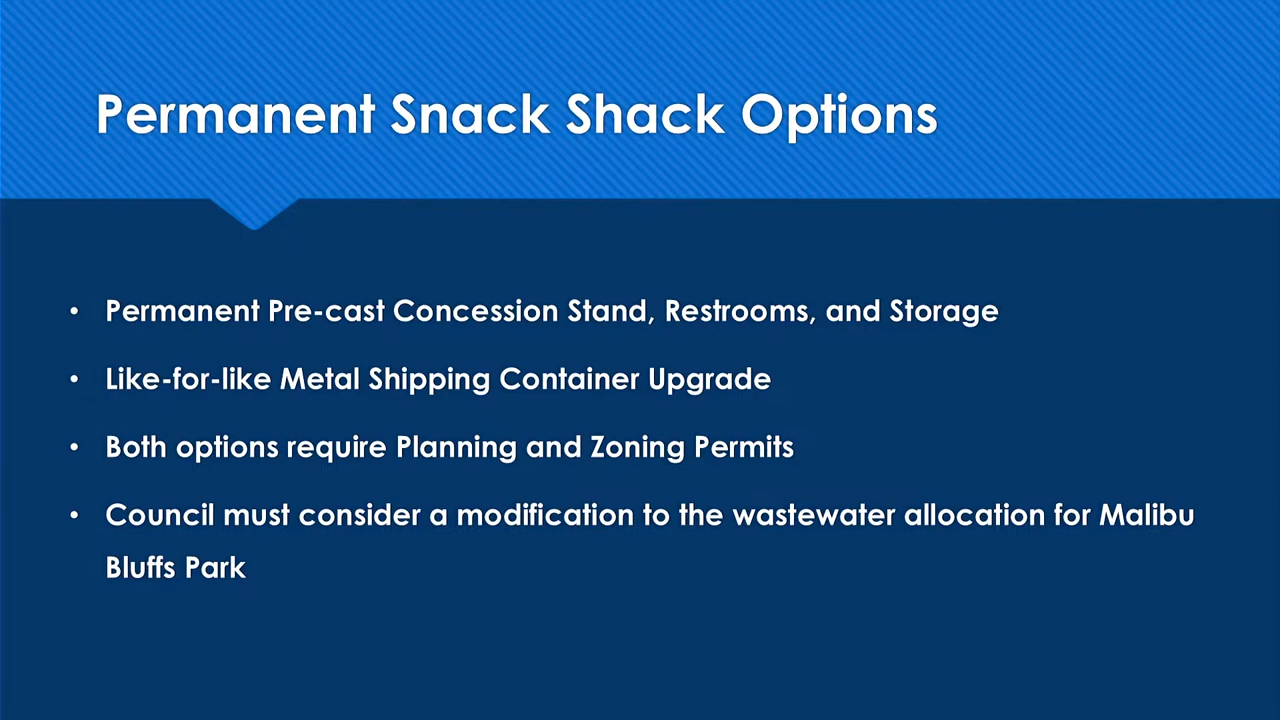 Permanent Snack Shack Options
• Permanent Pre-cast Concession Stand, Restrooms, and Storage
• Like-for-like Metal Shipping Container Upgrade
• Both options require Planning and Zoning Permits
• Council must consider a modification to the wastewater allocation for Malibu
Bluffs Park